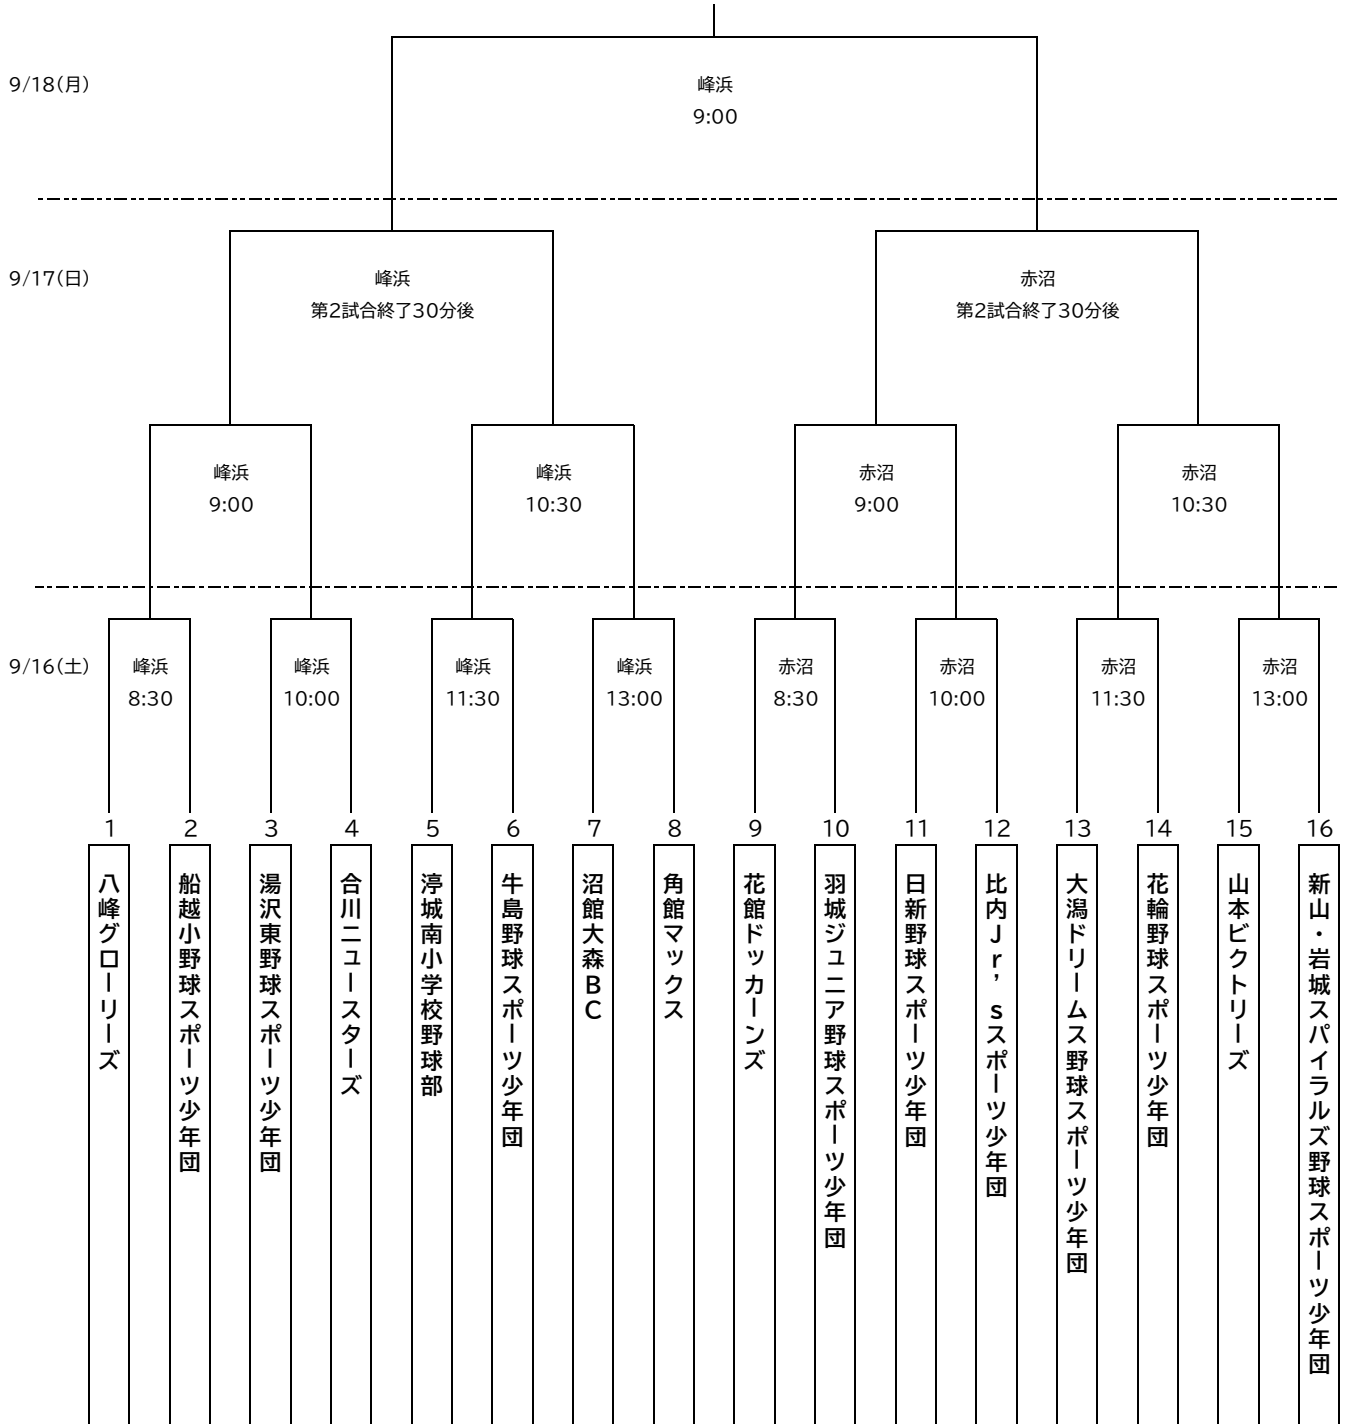 9/18(月)
峰浜
9:00
9/17(日)
峰浜
第2試合終了30分後
赤沼
第2試合終了30分後
峰浜
9:00
峰浜
10:30
赤沼
9:00
赤沼
10:30
9/16(土)
峰浜
8:30
峰浜
10:00
峰浜
11:30
峰浜
13:00
赤沼
8:30
赤沼
10:00
赤沼
11:30
赤沼
13:00
1
八峰グローリーズ
2
船越小野球スポーツ少年団
3
湯沢東野球スポーツ少年団
4
合川ニュースターズ
5
渟城南小学校野球部
6
牛島野球スポーツ少年団
7
沼館大森BC
8
角館マックス
9
花館ドッカーンズ
10
羽城ジュニア野球スポーツ少年団
11
日新野球スポーツ少年団
12
比内Jr’sスポーツ少年団
13
大潟ドリームス野球スポーツ少年団
14
花輪野球スポーツ少年団
15
山本ビクトリーズ
16
新山・岩城スパイラルズ野球スポーツ少年団